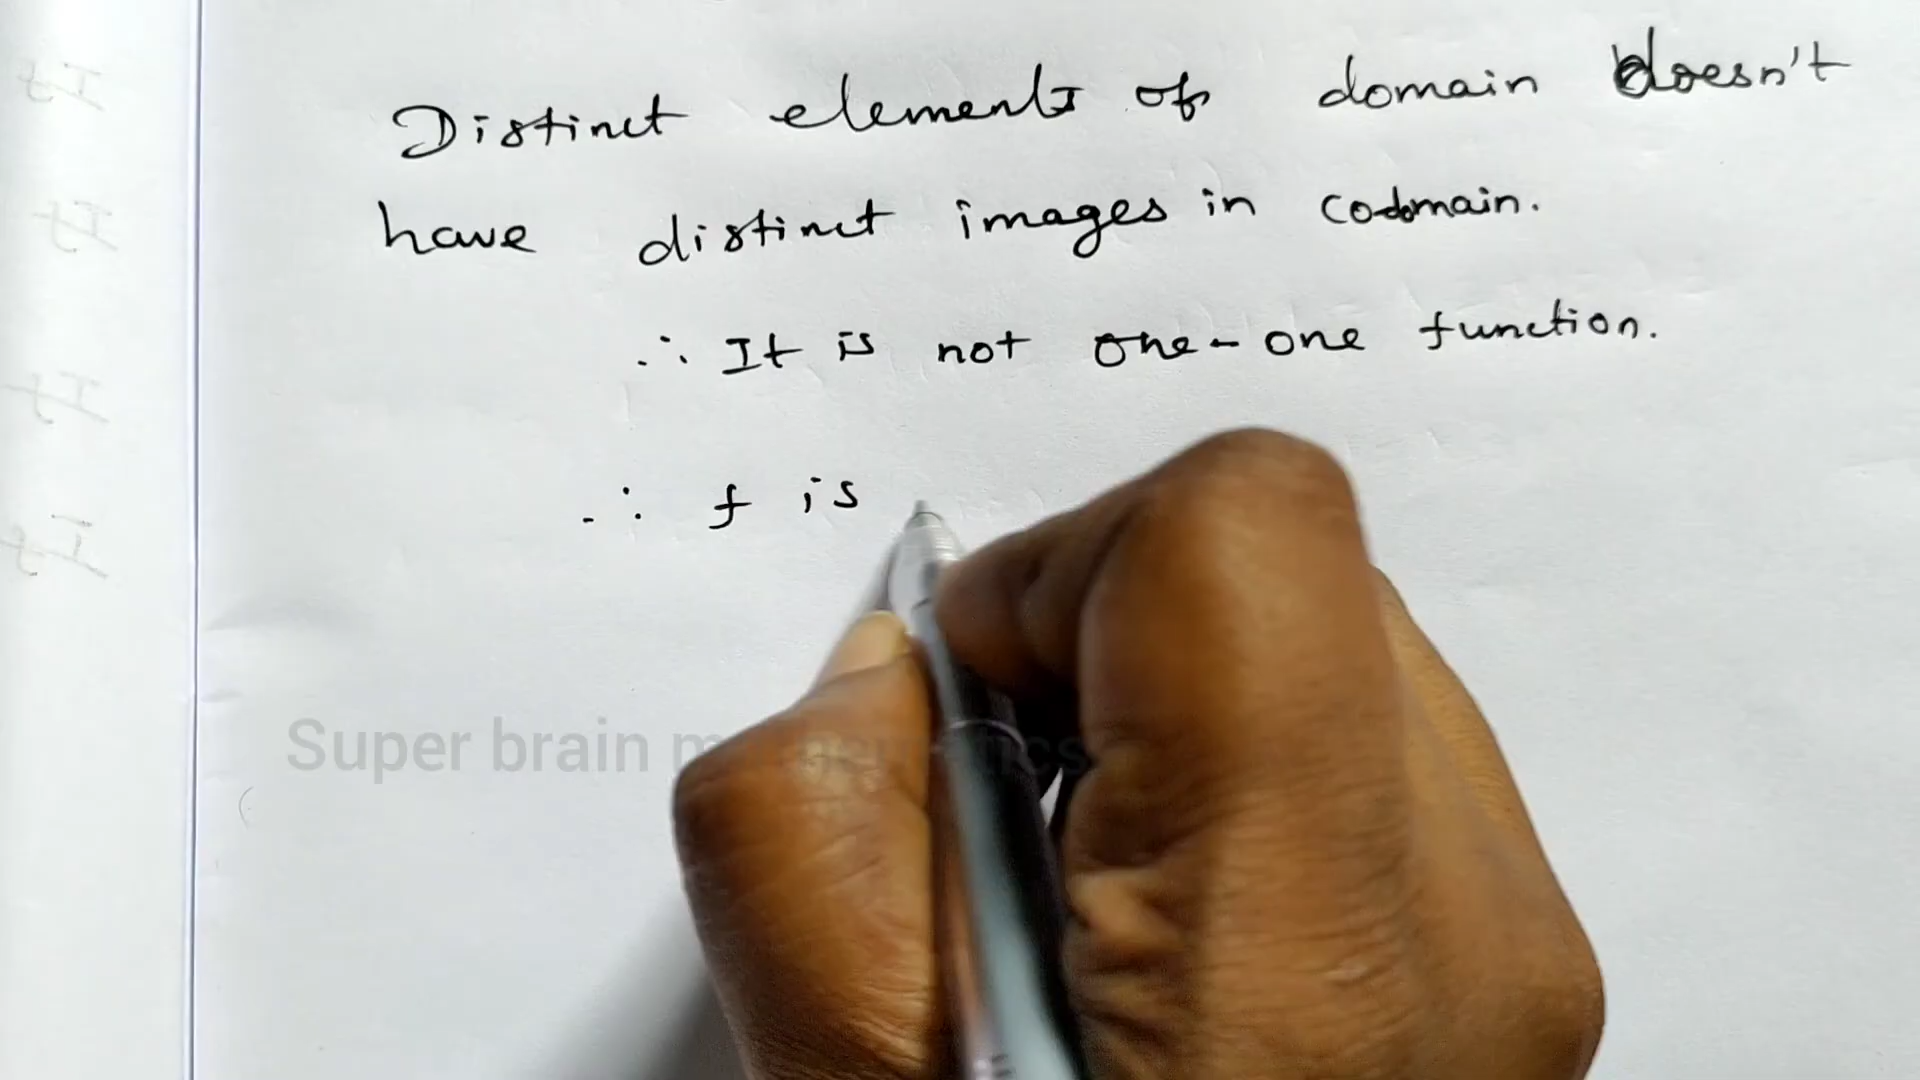 Distinct elements of domain doesn't
have distinct images in codomain.
∴ It is not one-one function.
∴ f is
Super brain